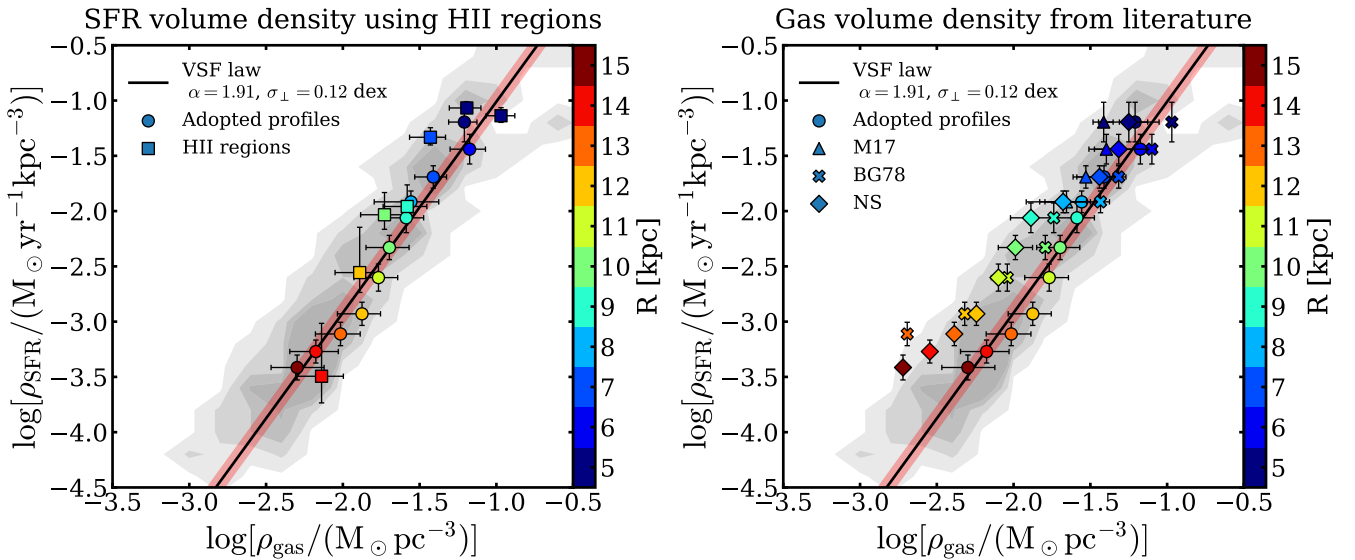 SFR volume density using HII regions
−0.5
−1.0
−1.5
−2.0
−2.5
−3.0
−3.5
−4.0
−4.5
log[ρSFR/(M⊙yr−1kpc−3)]
VSF law
α = 1.91, σ⊥ = 0.12 dex
Adopted profiles
HII regions
−3.5 −3.0 −2.5 −2.0 −1.5 −1.0 −0.5
log[ρgas/(M⊙pc−3)]
15
14
13
12
11
10
9
8
7
6
5
R [kpc]
Gas volume density from literature
−0.5
−1.0
−1.5
−2.0
−2.5
−3.0
−3.5
−4.0
−4.5
log[ρSFR/(M⊙yr−1kpc−3)]
VSF law
α = 1.91, σ⊥ = 0.12 dex
Adopted profiles
M17
BG78
NS
−3.5 −3.0 −2.5 −2.0 −1.5 −1.0 −0.5
log[ρgas/(M⊙pc−3)]
15
14
13
12
11
10
9
8
7
6
5
R [kpc]